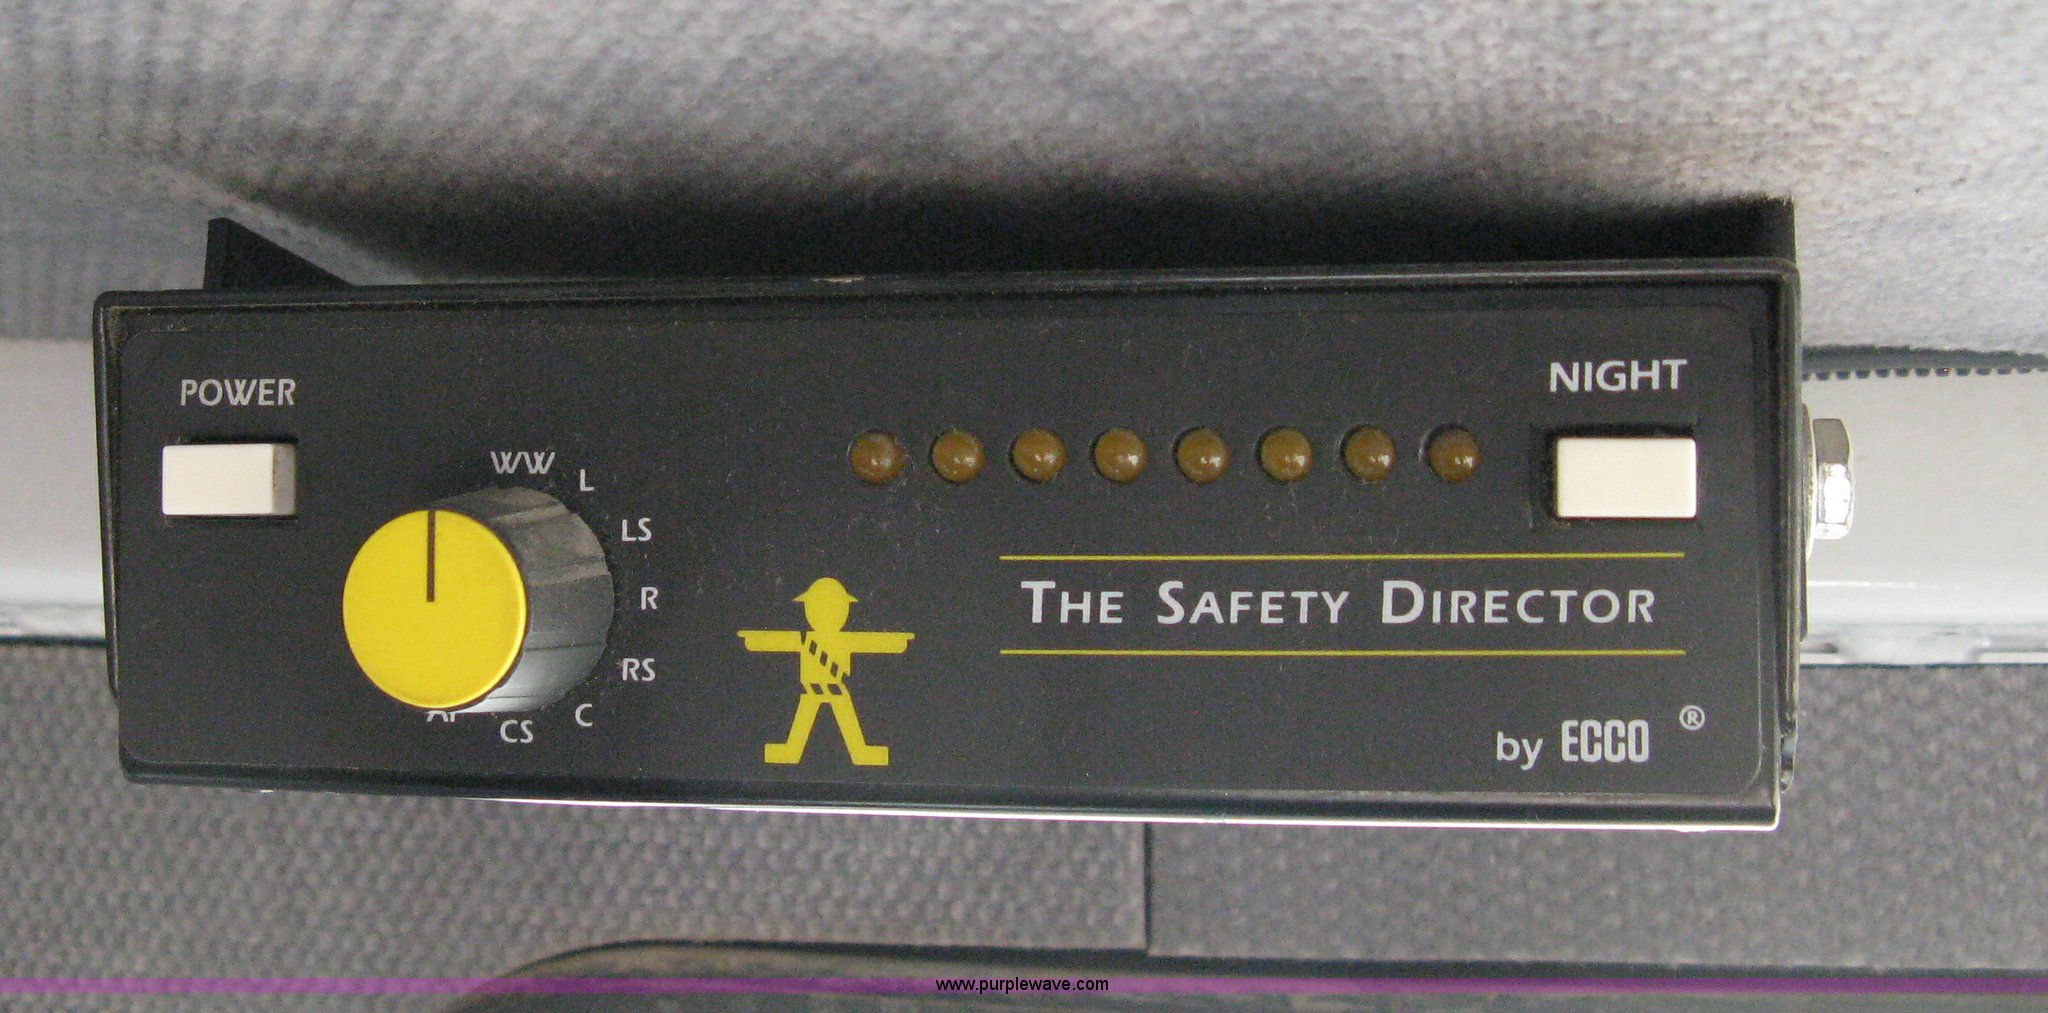 POWER
NIGHT
WW
L
LS
R
RS
C
CS
THE SAFETY DIRECTOR
by ECCO ®
www.purplewave.com